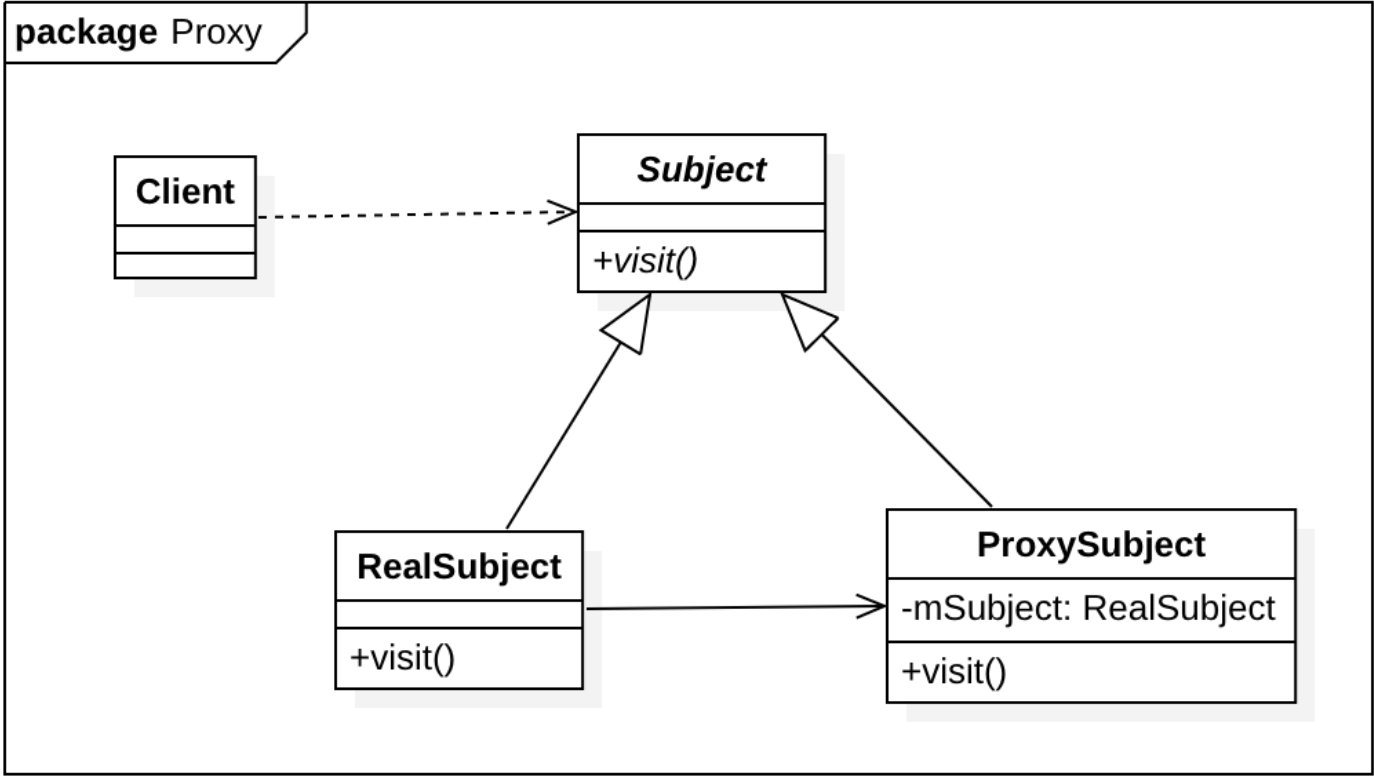 package Proxy
Client
Subject
+visit()
RealSubject
+visit()
ProxySubject
-mSubject: RealSubject
+visit()